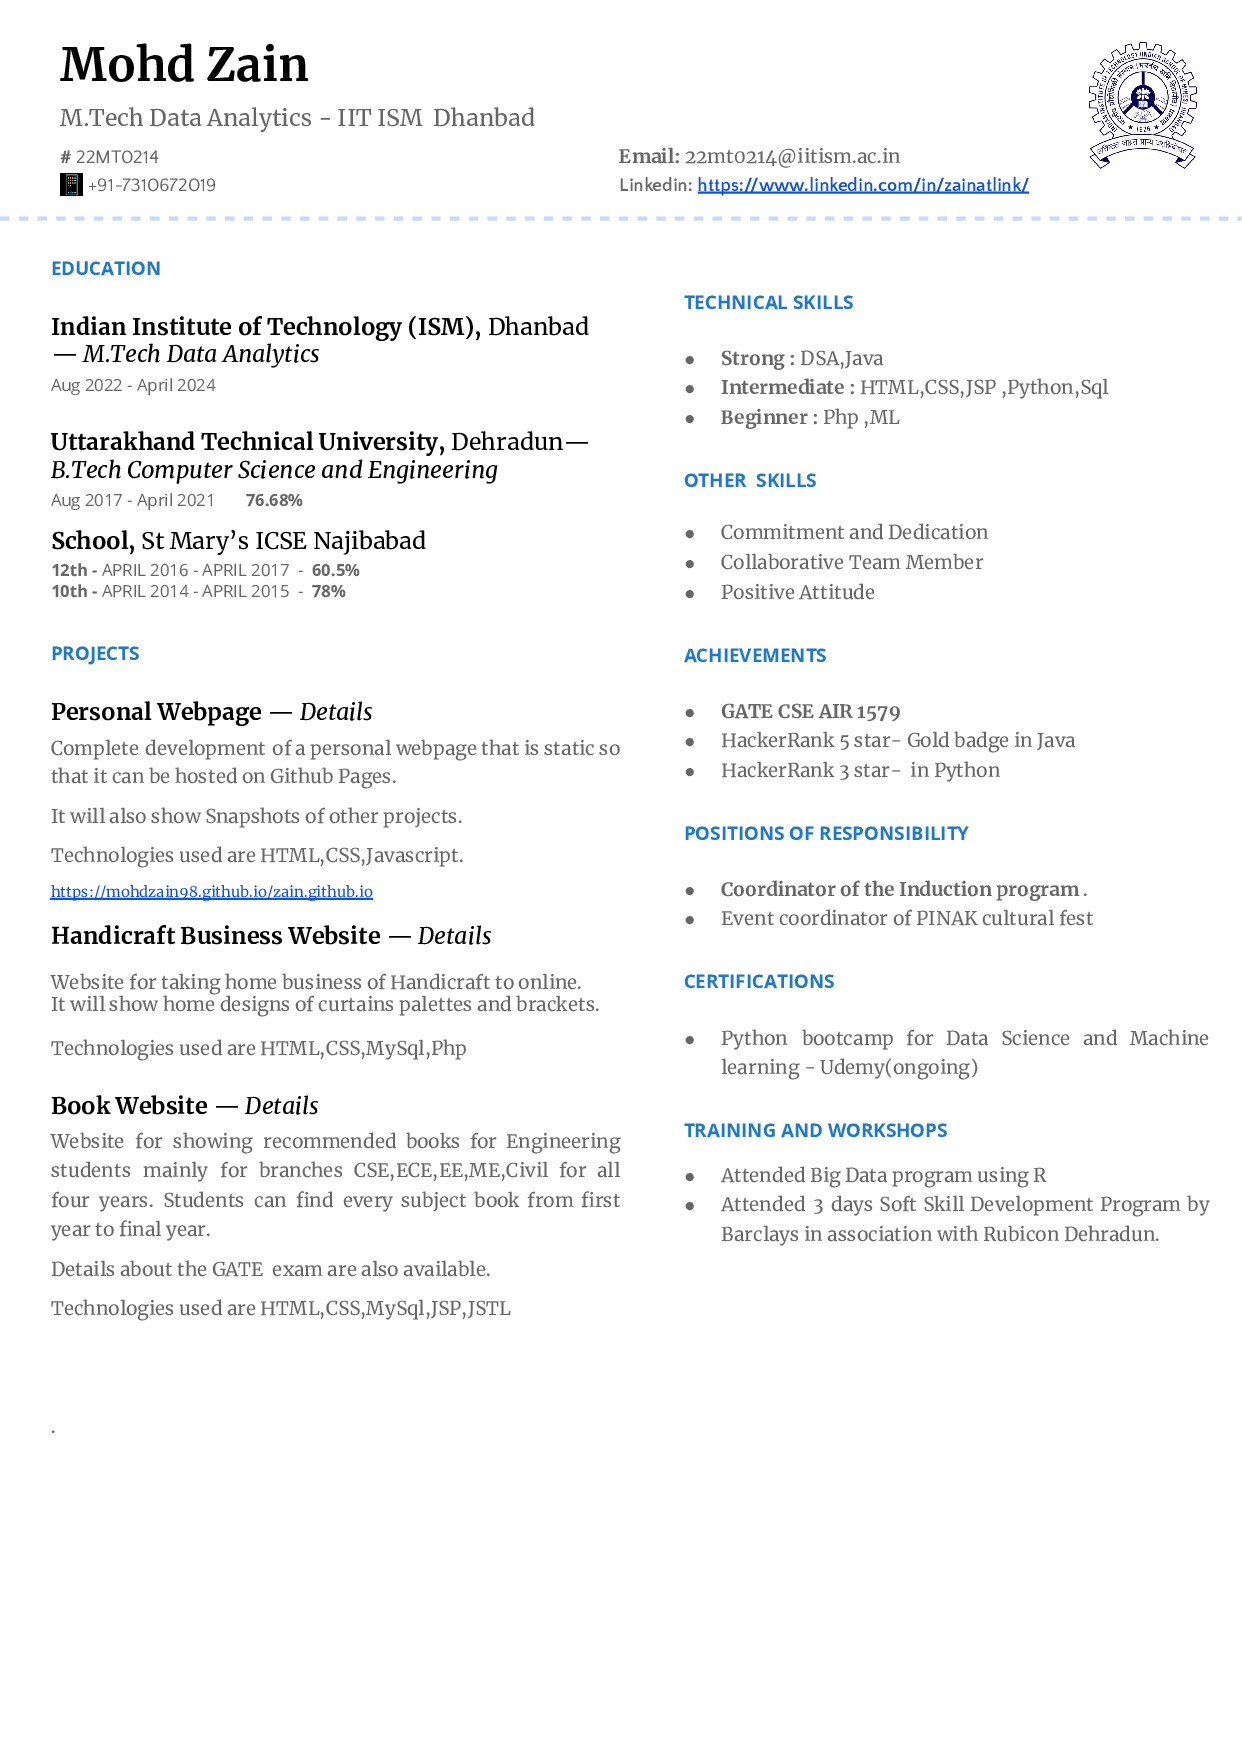 Mohd Zain
M.Tech Data Analytics - IIT ISM Dhanbad
# 22MT0214
+91-7310672019
Email: 22mt0214@iitism.ac.in
Linkedin: https://www.linkedin.com/in/zainatlink/
EDUCATION
Indian Institute of Technology (ISM), Dhanbad
— M.Tech Data Analytics
Aug 2022 - April 2024
Uttarakhand Technical University, Dehradun—
B.Tech Computer Science and Engineering
Aug 2017 - April 2021 76.68%
School, St Mary’s ICSE Najibabad
12th - APRIL 2016 - APRIL 2017 - 60.5%
10th - APRIL 2014 - APRIL 2015 - 78%
PROJECTS
Personal Webpage — Details
Complete development of a personal webpage that is static so
that it can be hosted on Github Pages.
It will also show Snapshots of other projects.
Technologies used are HTML,CSS,Javascript.
https://mohdzain98.github.io/zain.github.io
Handicraft Business Website — Details
Website for taking home business of Handicraft to online.
It will show home designs of curtains palettes and brackets.
Technologies used are HTML,CSS,MySql,Php
Book Website — Details
Website for showing recommended books for Engineering
students mainly for branches CSE,ECE,EE,ME,Civil for all
four years. Students can find every subject book from first
year to final year.
Details about the GATE exam are also available.
Technologies used are HTML,CSS,MySql,JSP,JSTL
.
TECHNICAL SKILLS
● Strong : DSA,Java
● Intermediate : HTML,CSS,JSP ,Python,Sql
● Beginner : Php ,ML
OTHER SKILLS
● Commitment and Dedication
● Collaborative Team Member
● Positive Attitude
ACHIEVEMENTS
● GATE CSE AIR 1579
● HackerRank 5 star- Gold badge in Java
● HackerRank 3 star- in Python
POSITIONS OF RESPONSIBILITY
● Coordinator of the Induction program .
● Event coordinator of PINAK cultural fest
CERTIFICATIONS
● Python bootcamp for Data Science and Machine
learning - Udemy(ongoing)
TRAINING AND WORKSHOPS
● Attended Big Data program using R
● Attended 3 days Soft Skill Development Program by
Barclays in association with Rubicon Dehradun.